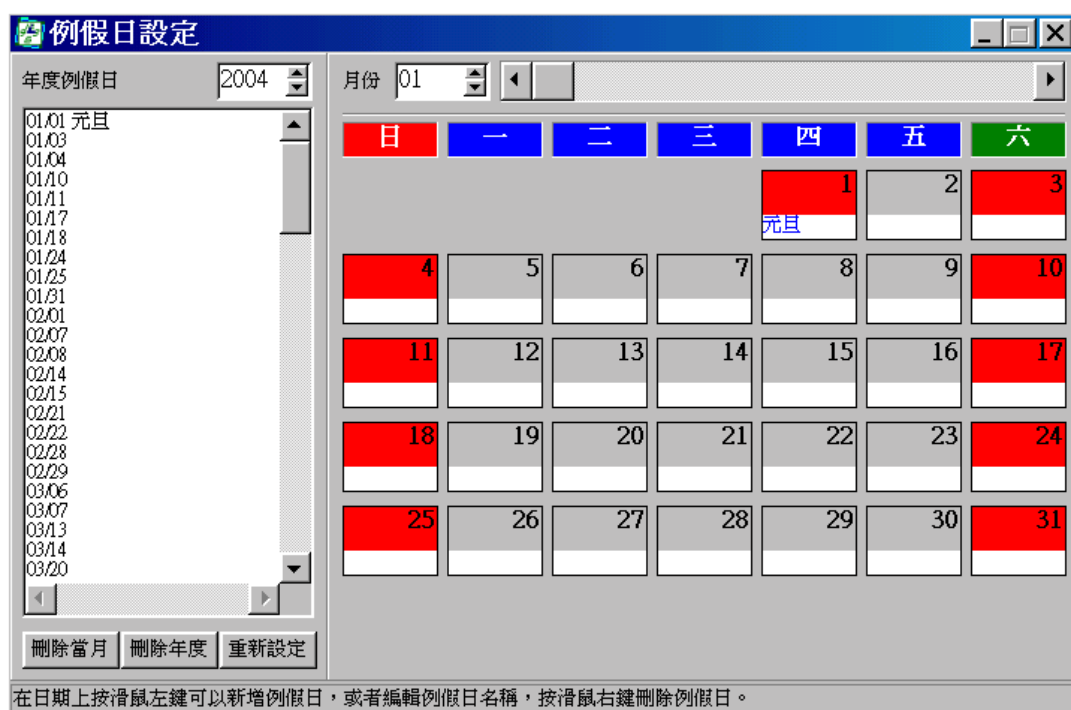 例假日設定
年度例假日 2004
月份 01
01/01 元旦
01/03
01/04
01/10
01/11
01/17
01/18
01/24
01/25
01/31
02/01
02/07
02/08
02/14
02/15
02/21
02/22
02/28
02/29
03/06
03/07
03/13
03/14
03/20
刪除當月 刪除年度 重新設定
日 一 二 三 四 五 六
1 2 3
元旦
4 5 6 7 8 9 10
11 12 13 14 15 16 17
18 19 20 21 22 23 24
25 26 27 28 29 30 31
在日期上按滑鼠左鍵可以新增例假日，或者編輯例假日名稱，按滑鼠右鍵刪除例假日。